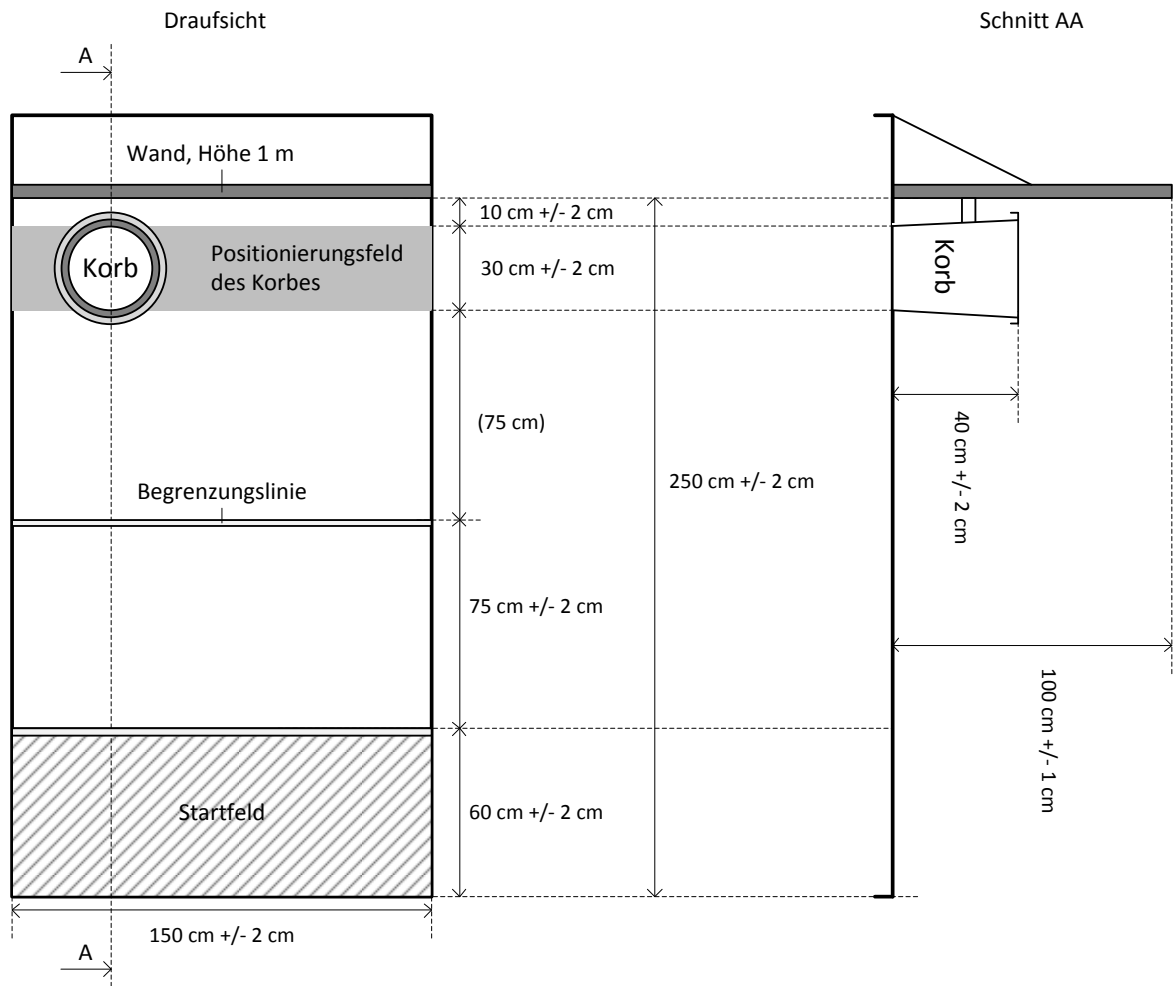 Draufsicht
Schnitt AA
A
Wand, Höhe 1 m
10 cm +/- 2 cm
Korb
Positionierungsfeld
des Korbes
30 cm +/- 2 cm
Korb
(75 cm)
40 cm +/- 2 cm
Begrenzungslinie
250 cm +/- 2 cm
75 cm +/- 2 cm
100 cm +/- 1 cm
Startfeld
60 cm +/- 2 cm
150 cm +/- 2 cm
A